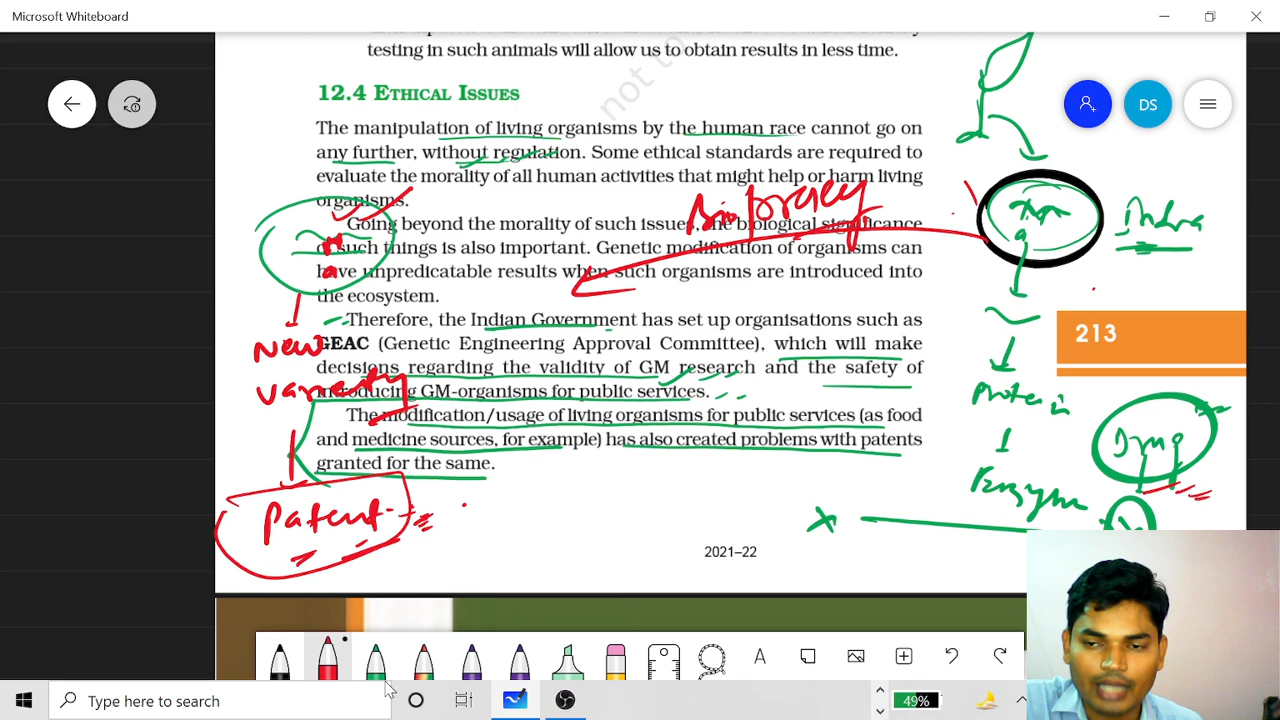 Microsoft Whiteboard
testing in such animals will allow us to obtain results in less time.
not to
12.4 ETHICAL ISSUES
DS
The manipulation of living organisms by the human race cannot go on
any further, without regulation. Some ethical standards are required to
evaluate the morality of all human activities that might help or harm living
organisms.
Biopiracy
Going beyond the morality of such issues, the biological significance
of such things is also important. Genetic modification of organisms can
have unpredicatable results when such organisms are introduced into
the ecosystem.
India
Therefore, the Indian Government has set up organisations such as
GEAC (Genetic Engineering Approval Committee), which will make
decisions regarding the validity of GM research and the safety of
introducing GM-organisms for public services.
213
New
variety
Protein
The modification/usage of living organisms for public services (as food
and medicine sources, for example) has also created problems with patents
granted for the same.
Drug
Enzyme
Patent
2021–22
A
Type here to search
49%